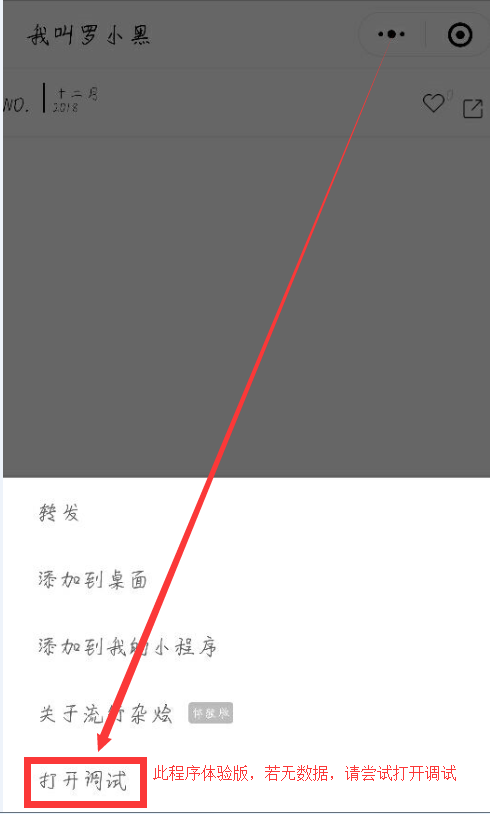 我叫罗小黑
NO.
十二月
2018
0
转发
添加到桌面
添加到我的小程序
关于流行杂烩 体验版
打开调试
此程序体验版，若无数据，请尝试打开调试